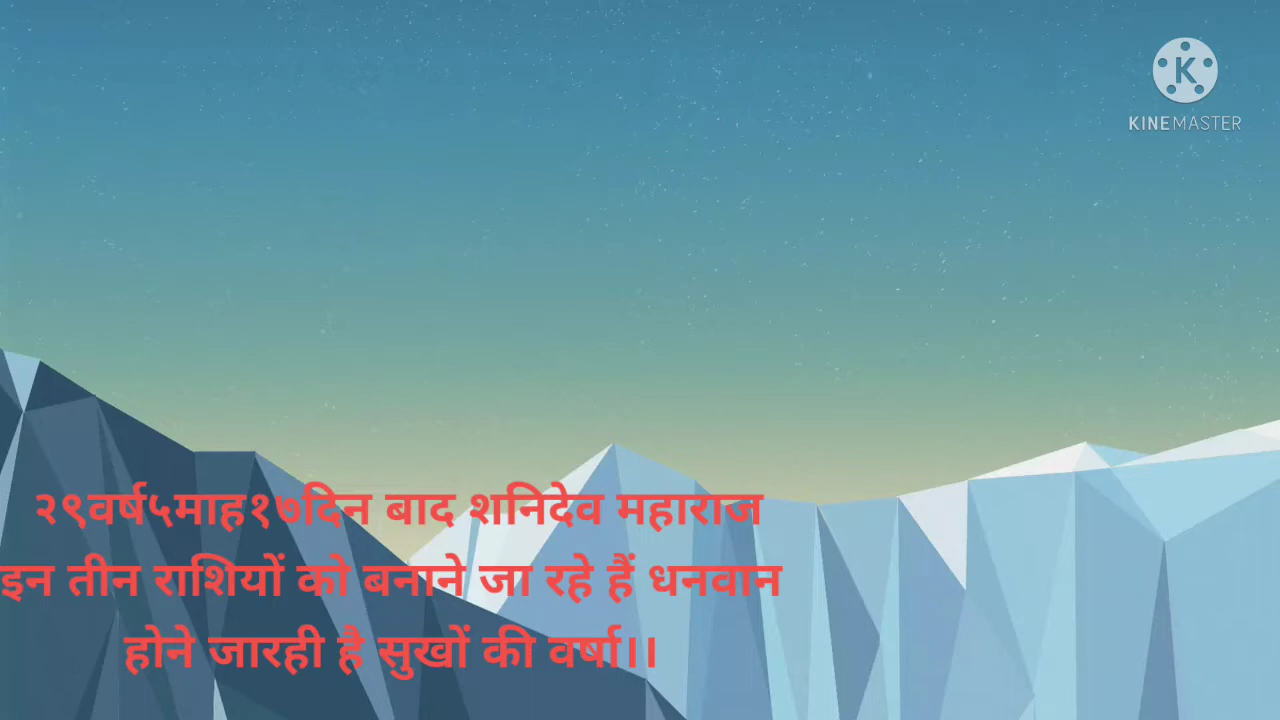 K
KINEMASTER
२९वर्ष५माह१७दिन बाद शनिदेव महाराज
इन तीन राशियों को बनाने जा रहे हैं धनवान
होने जारही है सुखों की वर्षा।।